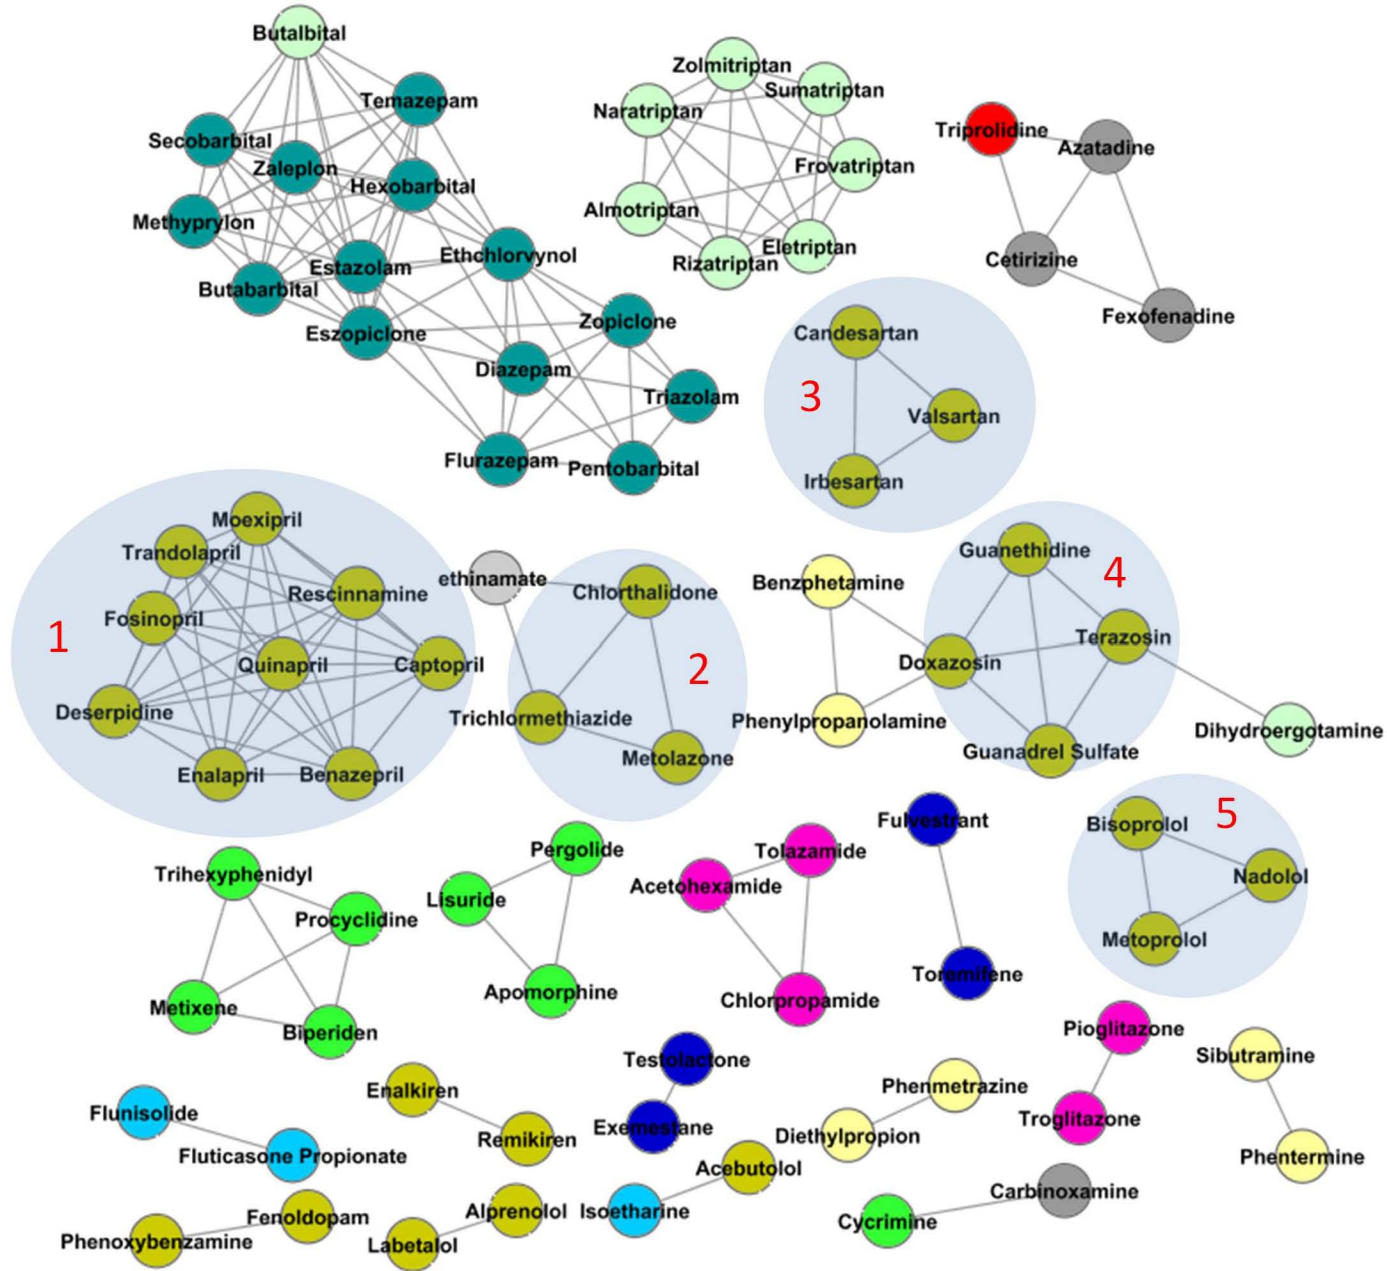 Butalbital
Temazepam
Secobarbital
Zaleplon
Hexobarbital
Methyprylon
Estazolam
Ethchlorvynol
Butabarbital
Eszopiclone
Zopiclone
Diazepam
Triazolam
Flurazepam
Pentobarbital
Zolmitriptan
Sumatriptan
Naratriptan
Frovatriptan
Almotriptan
Eletriptan
Rizatriptan
Triprolidine
Azatadine
Cetirizine
Fexofenadine
Candesartan
3
Valsartan
Irbesartan
Moexipril
Trandolapril
Rescinnamine
Fosinopril
1
Quinapril
Captopril
Deserpidine
Enalapril
Benazepril
ethinamate
Chlorthalidone
2
Trichlormethiazide
Metolazone
Benzphetamine
Phenylpropanolamine
Guanethidine
4
Terazosin
Doxazosin
Guanadrel Sulfate
Dihydroergotamine
Bisoprolol
5
Nadolol
Metoprolol
Trihexyphenidyl
Procyclidine
Metixene
Biperiden
Pergolide
Lisuride
Apomorphine
Tolazamide
Acetohexamide
Chlorpropamide
Fulvestrant
Toremifene
Pioglitazone
Troglitazone
Sibutramine
Phentermine
Testolactone
Exemestane
Phenmetrazine
Diethylpropion
Enalkiren
Remikiren
Flunisolide
Fluticasone Propionate
Acebutolol
Isoetharine
Carbinoxamine
Cycrimine
Fenoldopam
Phenoxybenzamine
Alprenolol
Labetalol